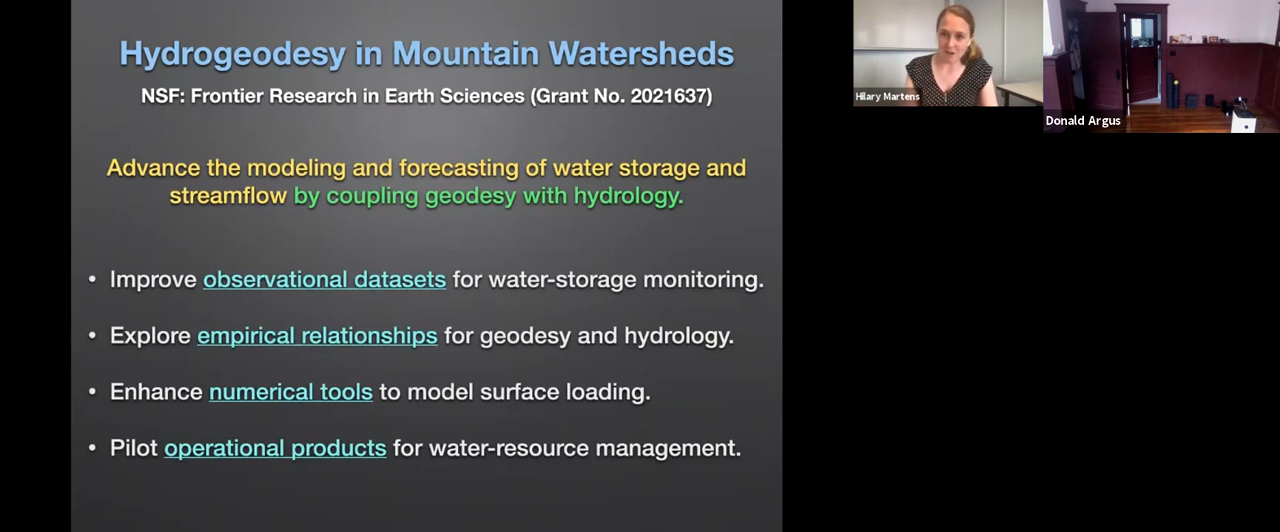 Hydrogeodesy in Mountain Watersheds
NSF: Frontier Research in Earth Sciences (Grant No. 2021637)
Advance the modeling and forecasting of water storage and
streamflow by coupling geodesy with hydrology.
• Improve observational datasets for water-storage monitoring.
• Explore empirical relationships for geodesy and hydrology.
• Enhance numerical tools to model surface loading.
• Pilot operational products for water-resource management.
Hilary Martens
Donald Argus